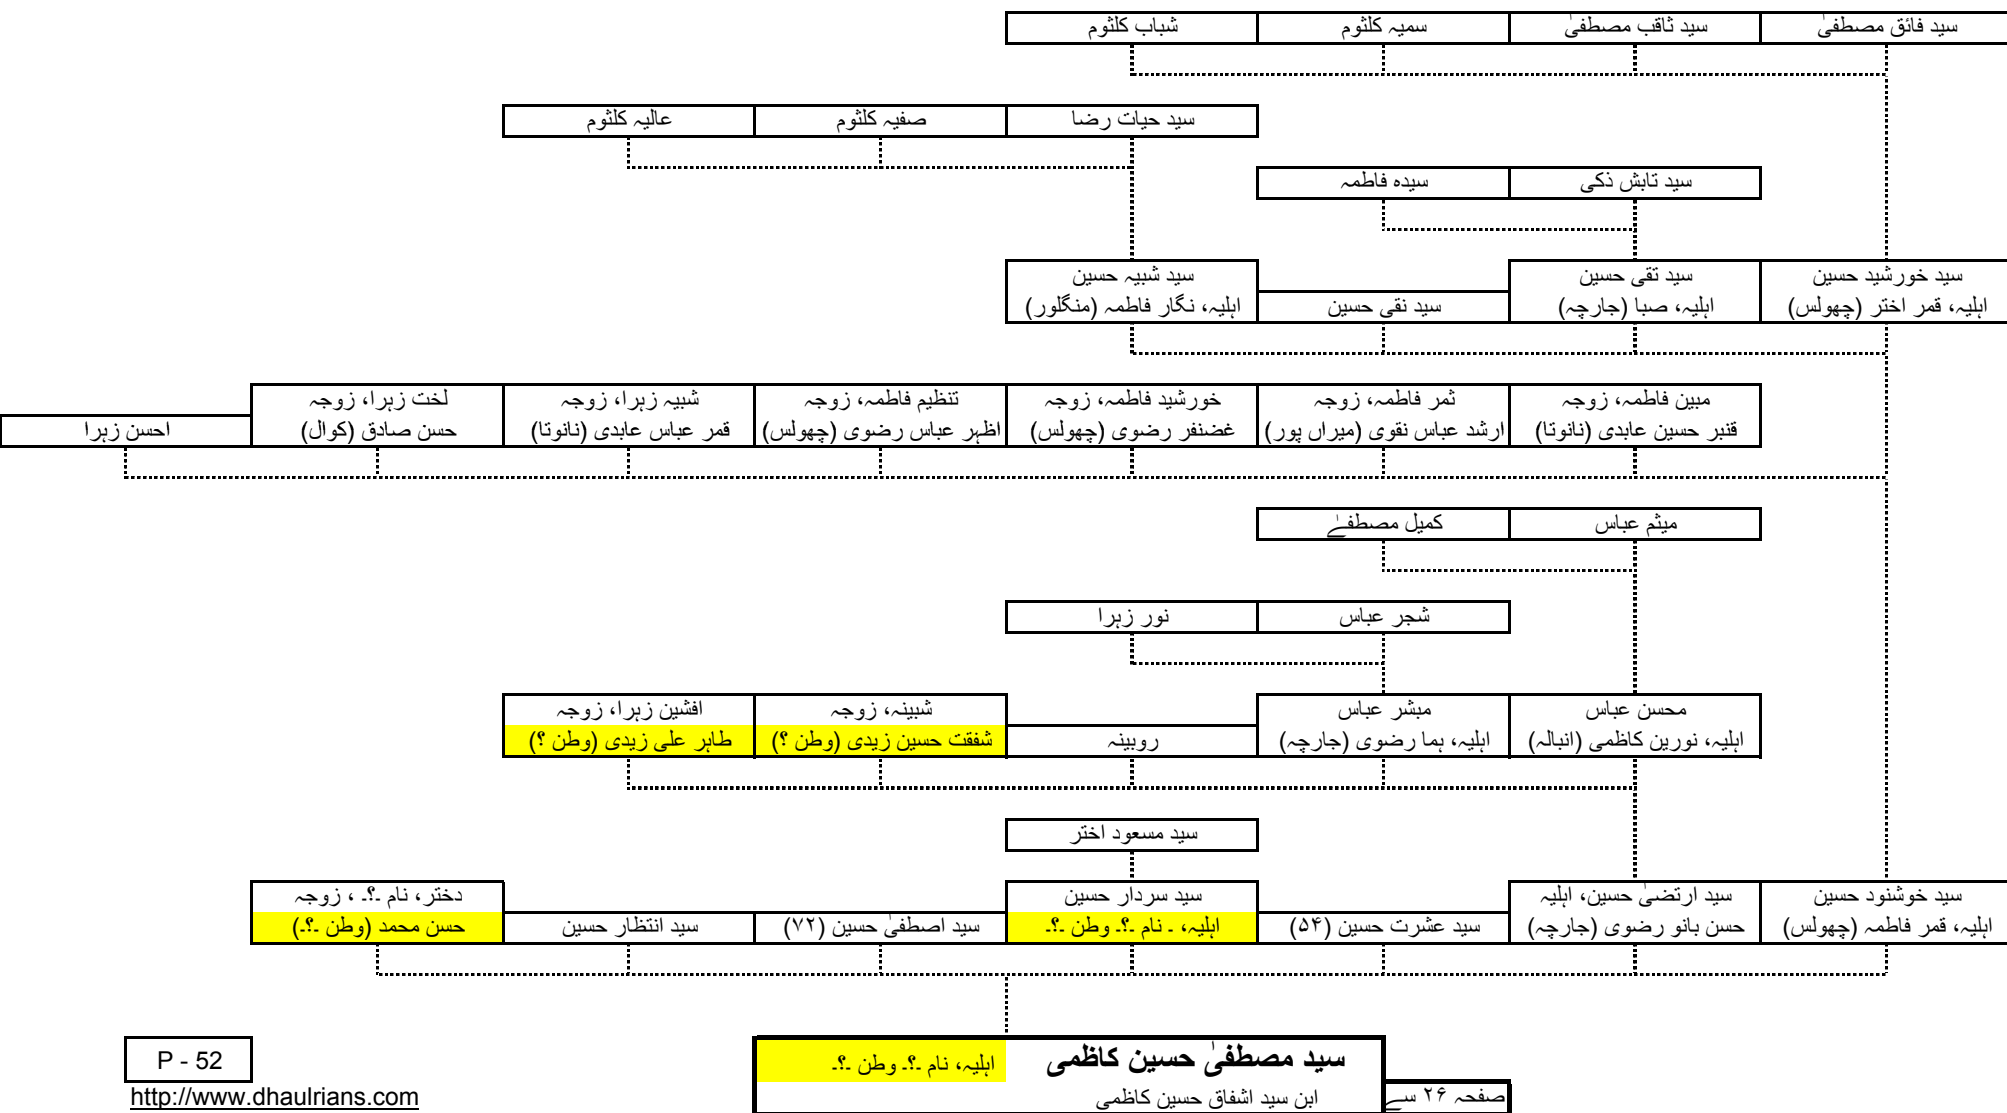 سید فائق مصطفیٰ
سید ثاقب مصطفیٰ
سمیہ کلثوم
شباب کلثوم
سید حیات رضا
صفیہ کلثوم
عالیہ کلثوم
سید تابش ذکی
سیدہ فاطمہ
سید خورشید حسین
اہلیہ، قمر اختر (چھولس)
سید تقی حسین
اہلیہ، صبا (جارچہ)
سید نقی حسین
سید شبیہ حسین
اہلیہ، نگار فاطمہ (منگلور)
مبین فاطمہ، زوجہ
قنبر حسین عابدی (نانوتا)
ثمر فاطمہ، زوجہ
ارشد عباس نقوی (میراں پور)
خورشید فاطمہ، زوجہ
غضنفر رضوی (چھولس)
تنظیم فاطمہ، زوجہ
اظہر عباس رضوی (چھولس)
شبیہ زہرا، زوجہ
قمر عباس عابدی (نانوتا)
لخت زہرا، زوجہ
حسن صادق (کوال)
احسن زہرا
میثم عباس
کمیل مصطفےٰ
شجر عباس
نور زہرا
محسن عباس
اہلیہ، نورین کاظمی (انبالہ)
مبشر عباس
اہلیہ، ہما رضوی (جارچہ)
روبینہ
شبینہ، زوجہ
شفقت حسین زیدی (وطن ؟)
افشین زہرا، زوجہ
طاہر علی زیدی (وطن ؟)
سید مسعود اختر
سید خوشنود حسین
اہلیہ، قمر فاطمہ (چھولس)
سید ارتضیٰ حسین، اہلیہ
حسن بانو رضوی (جارچہ)
سید عشرت حسین (۵۴)
سید سردار حسین
اہلیہ، ۔ نام ۔؟۔ وطن ۔؟۔
سید اصطفیٰ حسین (۷۲)
سید انتظار حسین
دختر، نام ۔؟۔ ، زوجہ
حسن محمد (وطن ۔؟۔)
سید مصطفیٰ حسین کاظمی
اہلیہ، نام ۔؟۔ وطن ۔؟۔
ابن سید اشفاق حسین کاظمی
صفحہ ۲۶ سے
P - 52
http://www.dhaulrians.com